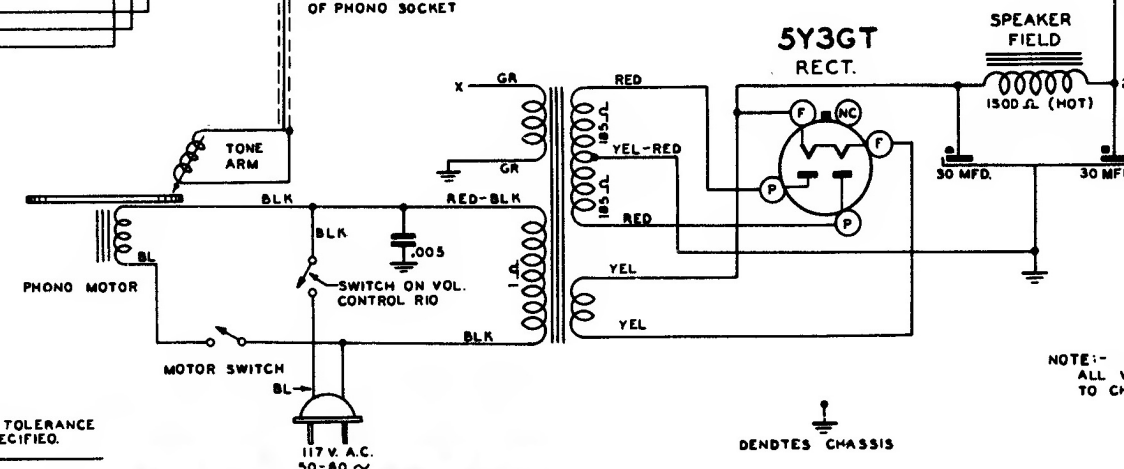 OF PHONO SOCKET
SPEAKER
FIELD
1500 Ω (HOT)
5Y3GT
RECT.
F
NC
F
P
P
30 MFD.
30
GR
X
GR
RED
185 Ω
YEL-RED
185 Ω
RED
YEL
YEL
TONE
ARM
BLK
RED-BLK
BLK
.005
1 Ω
BL
PHONO MOTOR
SWITCH ON VOL.
CONTROL R10
MOTOR SWITCH
BLK
BL
117 V. A.C.
50-60 ~
TOLERANCE
NOTE:-
ALL
TO
DENOTES CHASSIS